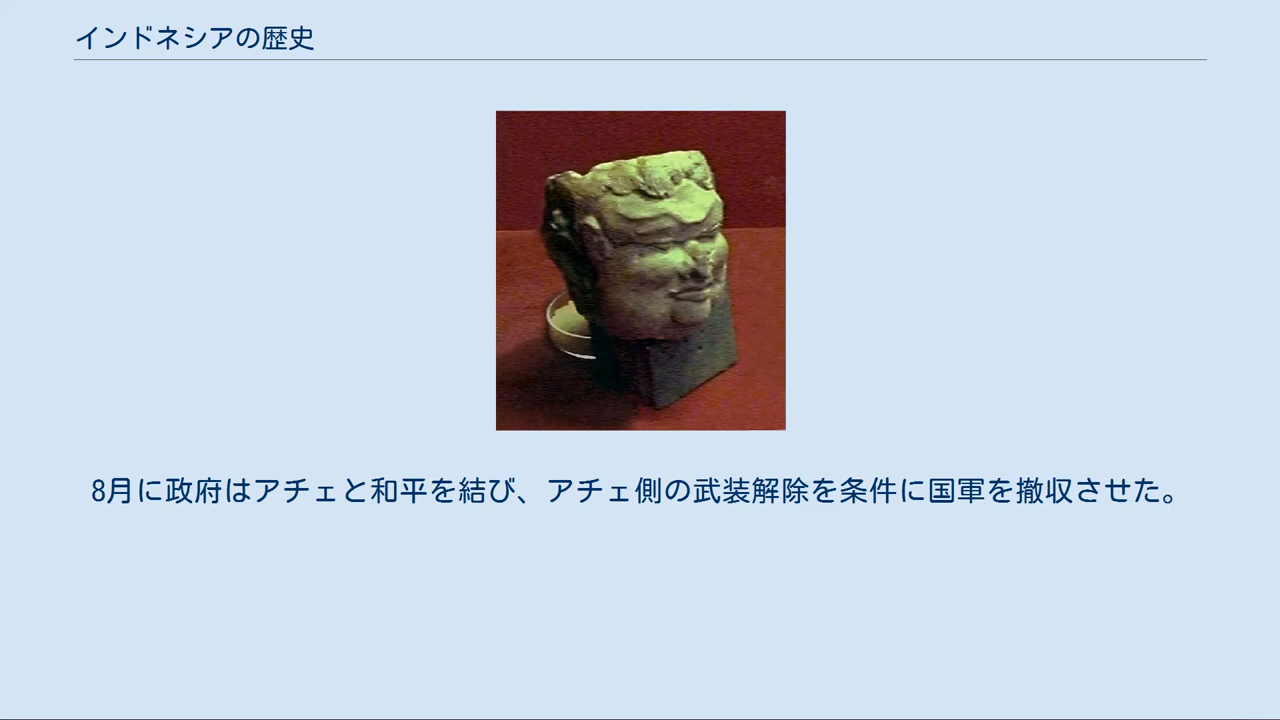 インドネシアの歴史
8月に政府はアチェと和平を結び、アチェ側の武装解除を条件に国軍を撤収させた。